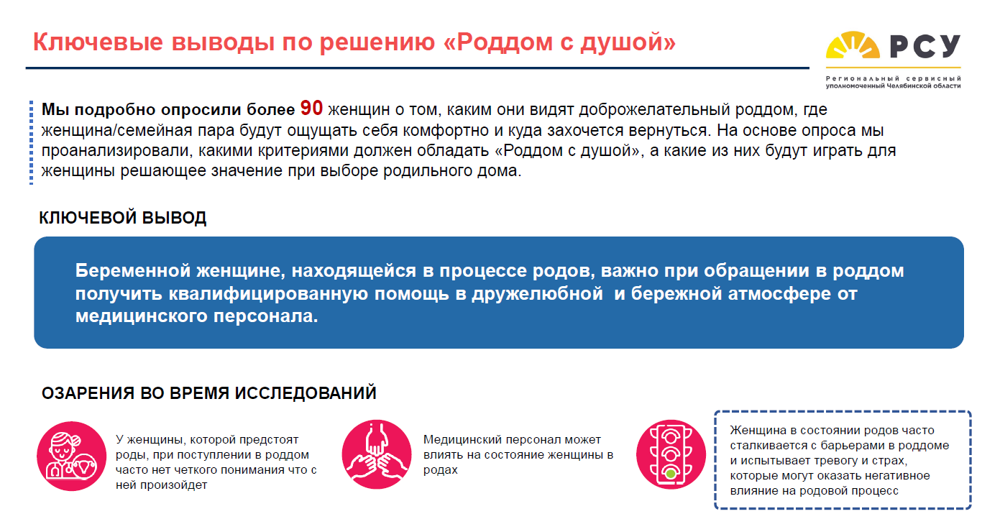 Ключевые выводы по решению «Роддом с душой»
РСУ
Региональный сервисный
уполномоченный Челябинской области
Мы подробно опросили более 90 женщин о том, каким они видят доброжелательный роддом, где
женщина/семейная пара будут ощущать себя комфортно и куда захочется вернуться. На основе опроса мы
проанализировали, какими критериями должен обладать «Роддом с душой», а какие из них будут играть для
женщины решающее значение при выборе родильного дома.
КЛЮЧЕВОЙ ВЫВОД
Беременной женщине, находящейся в процессе родов, важно при обращении в роддом
получить квалифицированную помощь в дружелюбной и бережной атмосфере от
медицинского персонала.
ОЗАРЕНИЯ ВО ВРЕМЯ ИССЛЕДОВАНИЙ
У женщины, которой предстоят
роды, при поступлении в роддом
часто нет четкого понимания что с
ней произойдет
Медицинский персонал может
влиять на состояние женщины в
родах
Женщина в состоянии родов часто
сталкивается с барьерами в роддоме
и испытывает тревогу и страх,
которые могут оказать негативное
влияние на родовой процесс